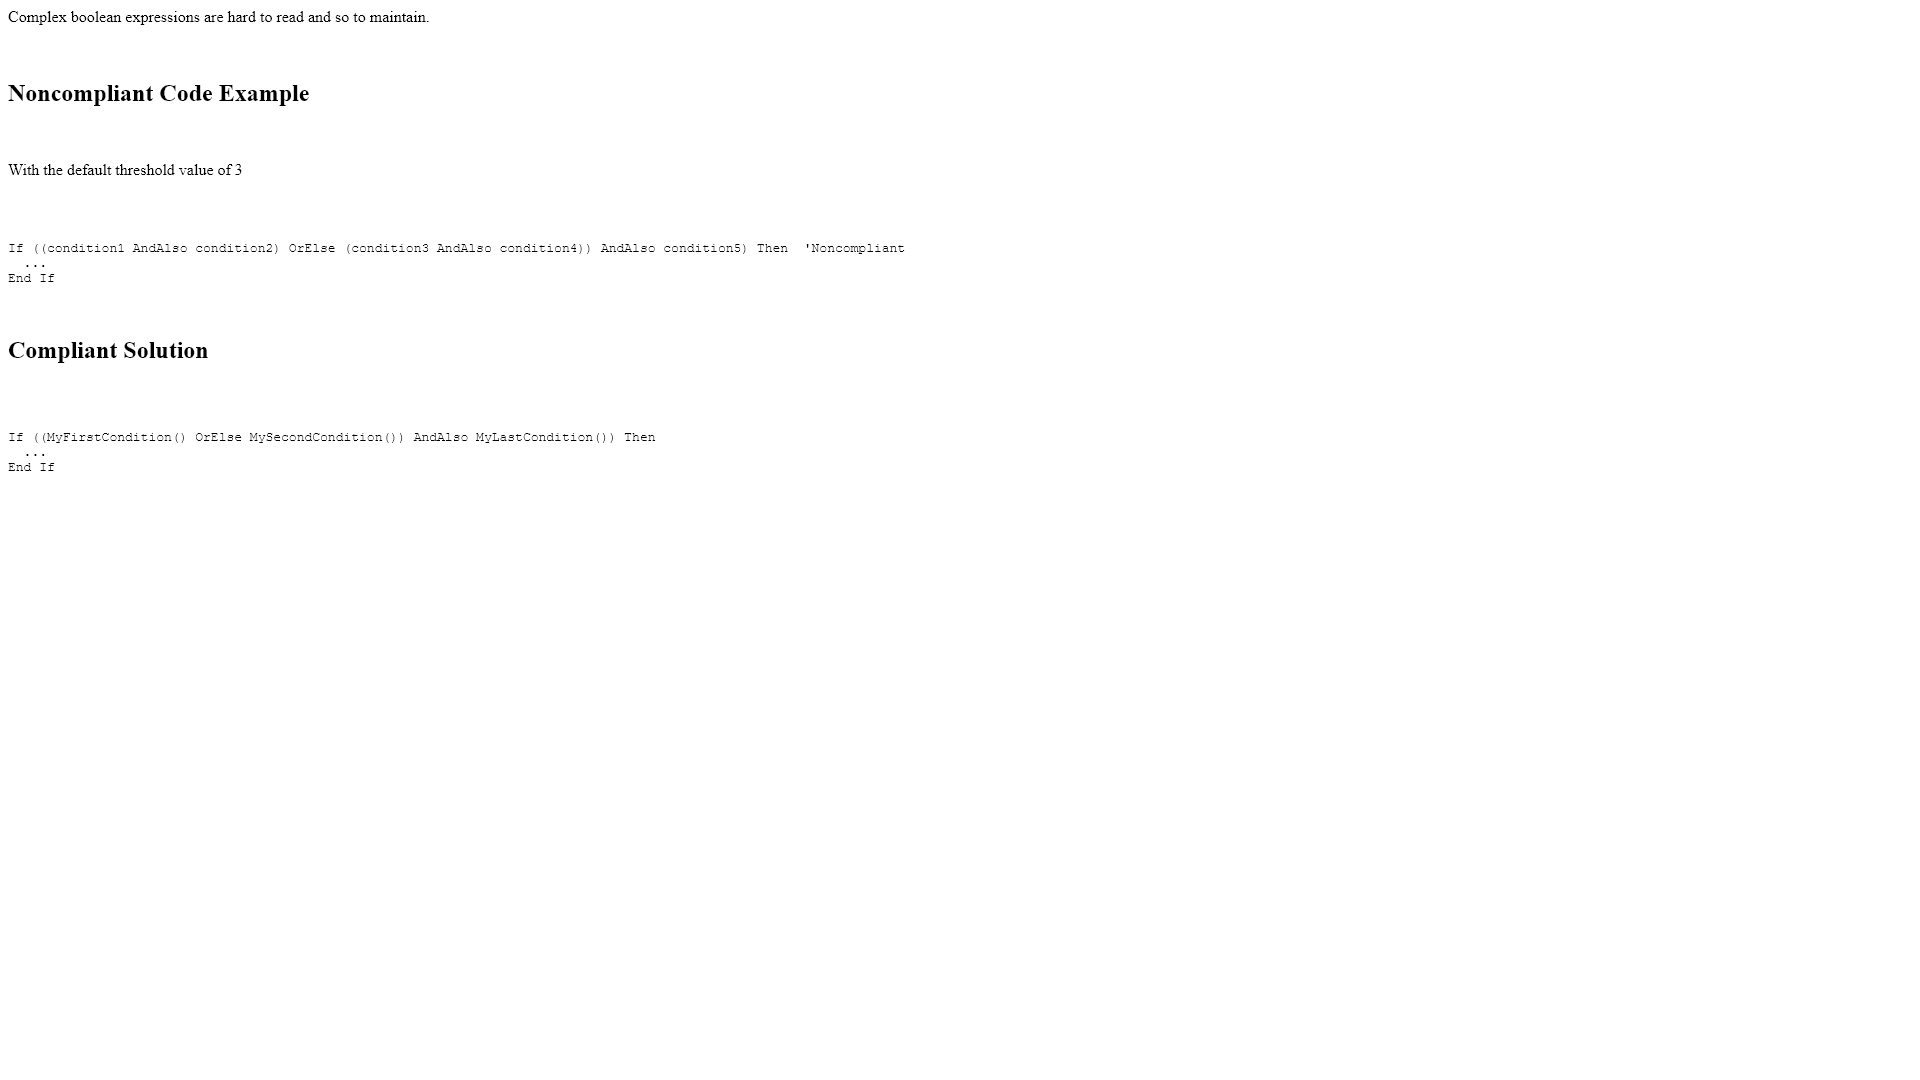 Complex boolean expressions are hard to read and so to maintain.
Noncompliant Code Example
With the default threshold value of 3
If ((condition1 AndAlso condition2) OrElse (condition3 AndAlso condition4)) AndAlso condition5) Then  'Noncompliant
  ...
End If
Compliant Solution
If ((MyFirstCondition() OrElse MySecondCondition()) AndAlso MyLastCondition()) Then
  ...
End If